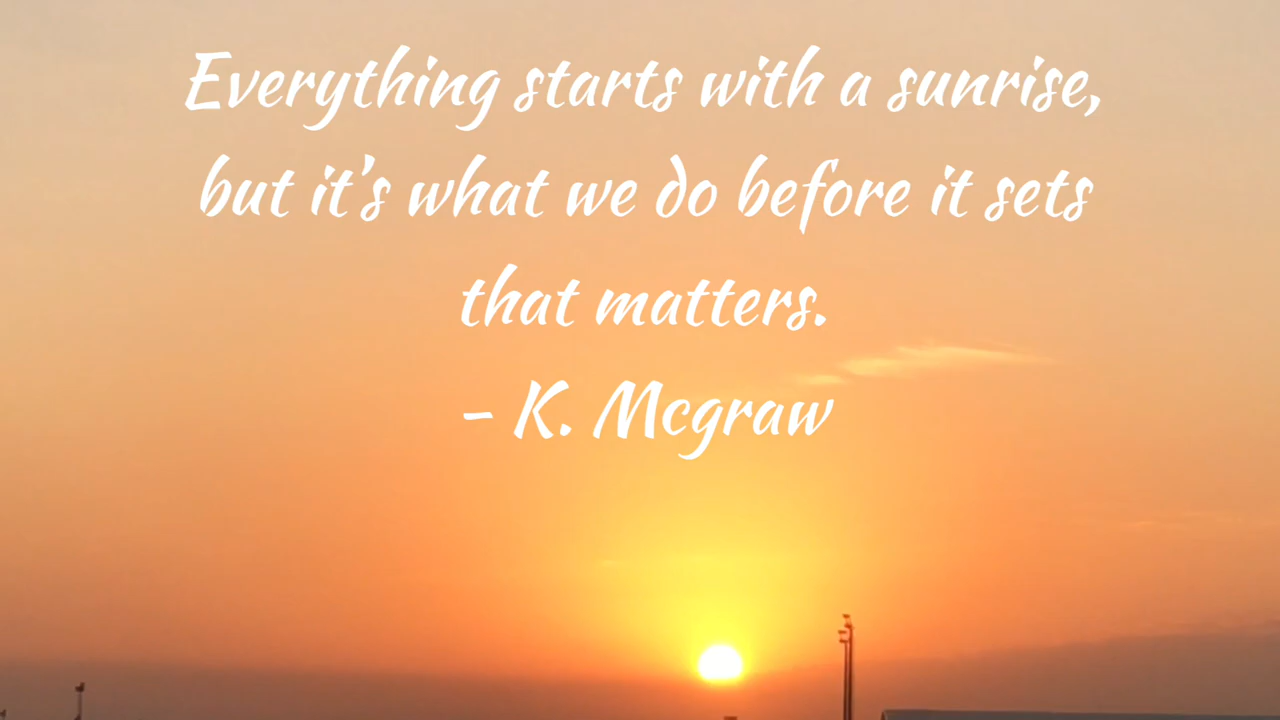 Everything starts with a sunrise,
but it's what we do before it sets
that matters.
- K. Mcgraw